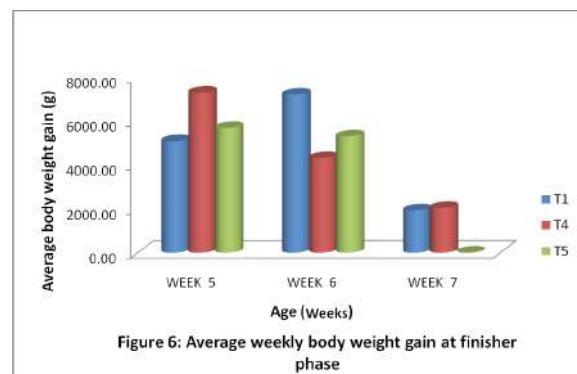 8000.00
6000.00
4000.00
2000.00
0.00
Average body weight gain (g)
WEEK 5 WEEK 6 WEEK 7
Age (Weeks)
T1
T4
T5
Figure 6: Average weekly body weight gain at finisher
phase